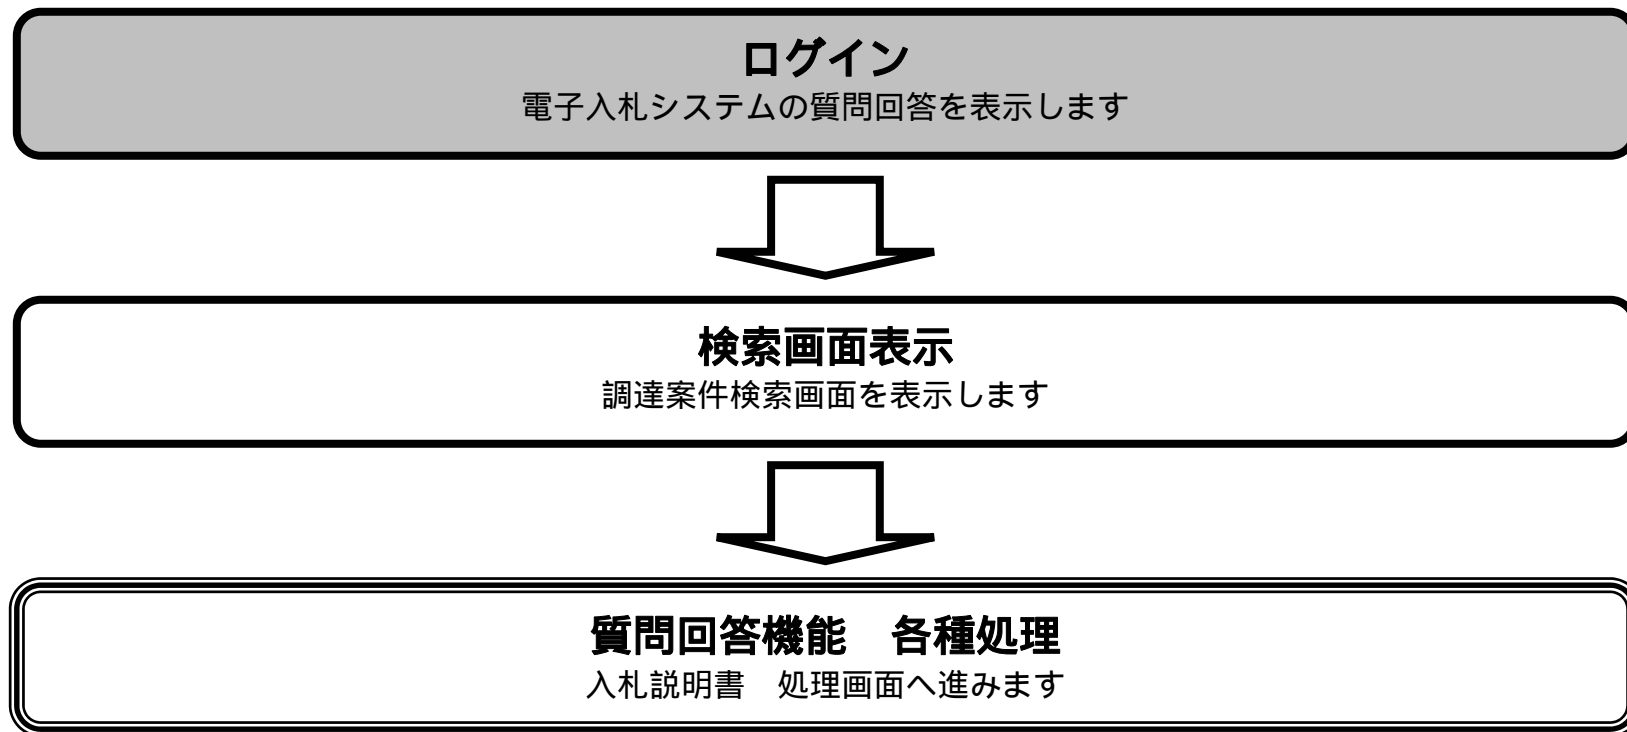 ログイン
電子入札システムの質問回答を表示します
検索画面表示
調達案件検索画面を表示します
質問回答機能　各種処理
入札説明書　処理画面へ進みます